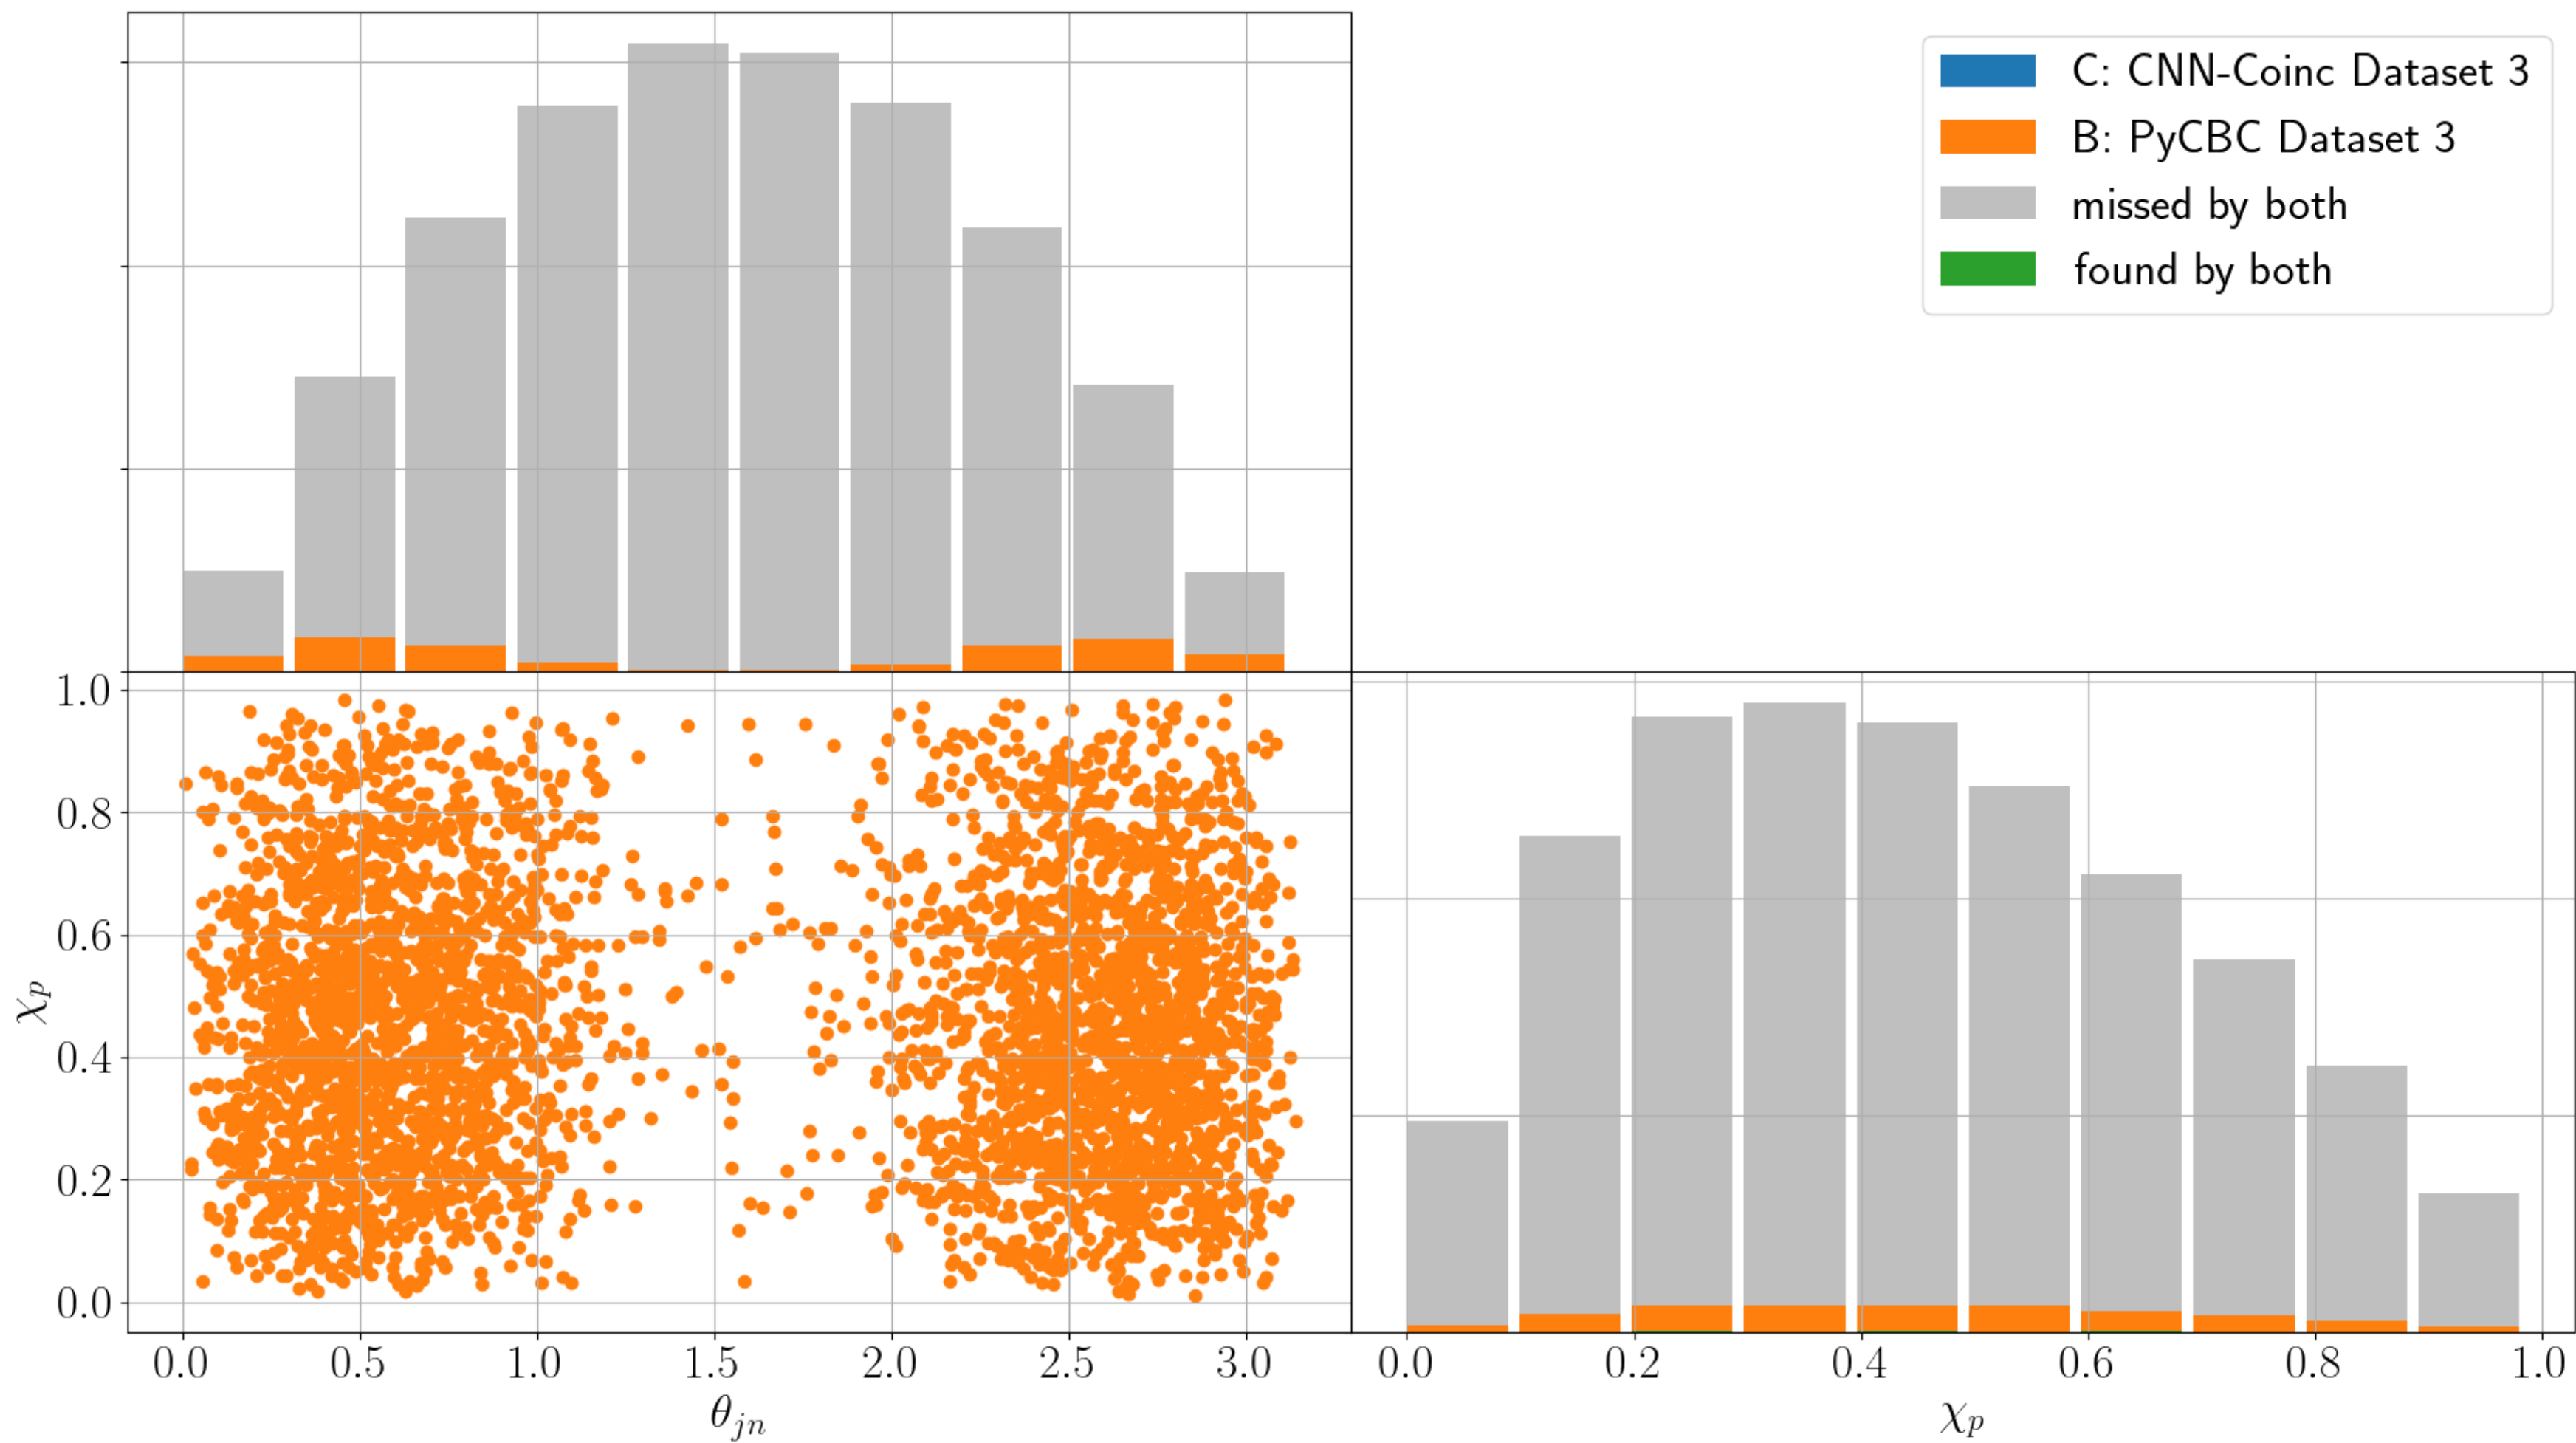 C: CNN-Coinc Dataset 3
B: PyCBC Dataset 3
missed by both
found by both
1.0
0.8
0.6
0.4
0.2
0.0
χp
0.0 0.5 1.0 1.5 2.0 2.5 3.0
θjn
0.0 0.2 0.4 0.6 0.8 1.0
χp